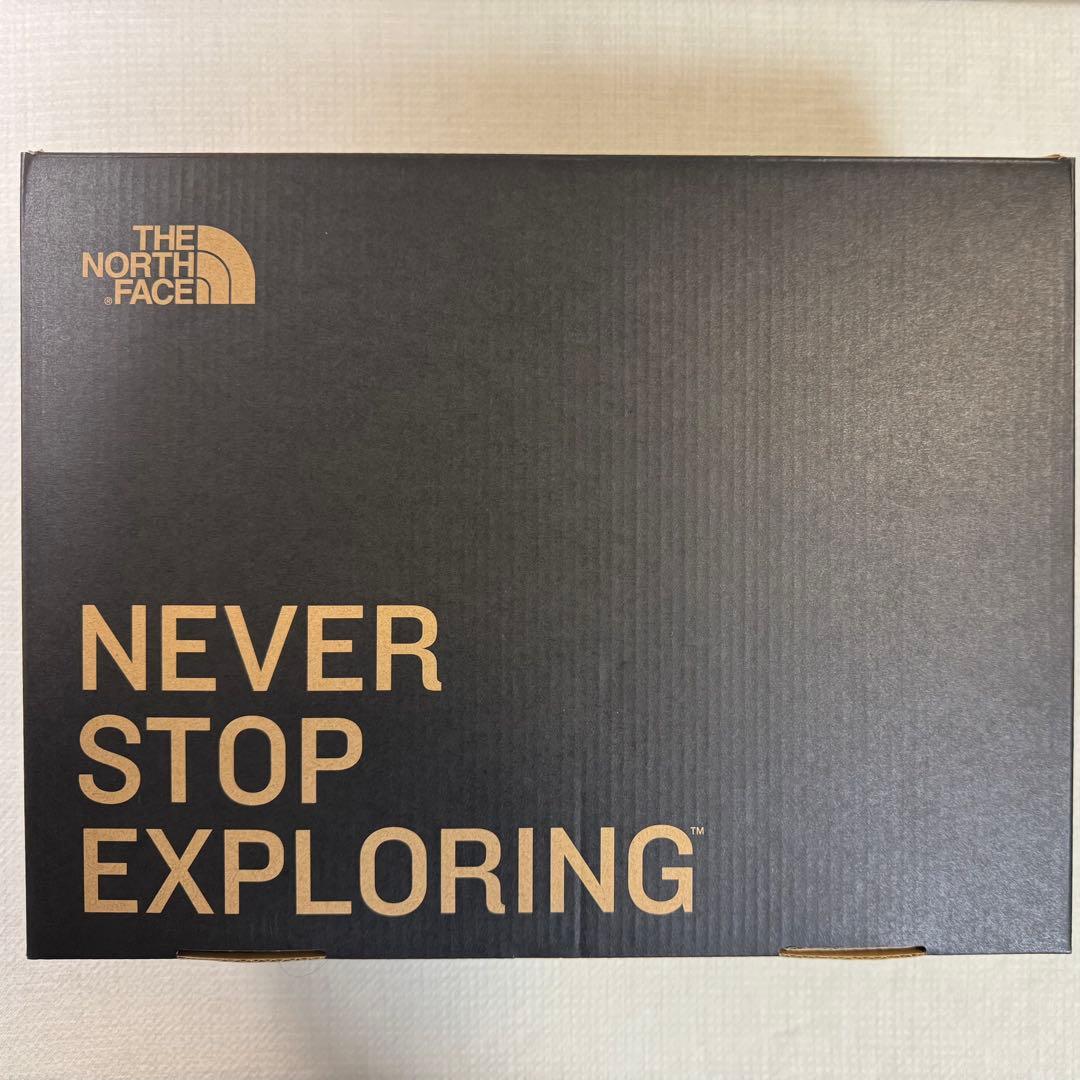 THE
NORTH
®FACE
NEVER
STOP
EXPLORING™